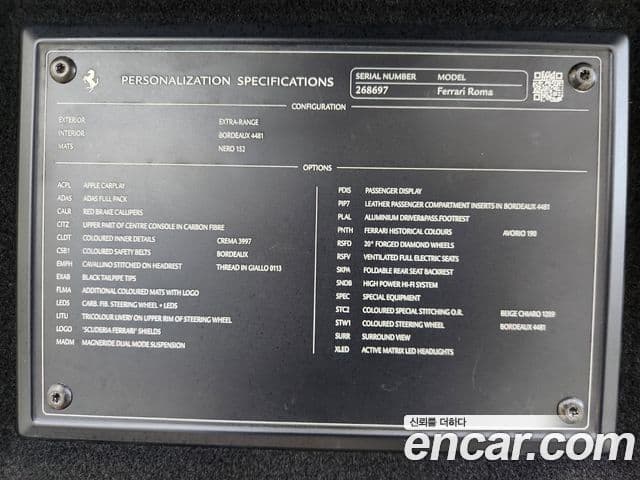 PERSONALIZATION SPECIFICATIONS
SERIAL NUMBER MODEL
268697 Ferrari Roma
CONFIGURATION
EXTERIOR EXTRA-RANGE
INTERIOR BORDEAUX 4481
MATS NERO 152
OPTIONS
ACPL APPLE CARPLAY
ADAS ADAS FULL PACK
CALR RED BRAKE CALLIPERS
CITZ UPPER PART OF CENTRE CONSOLE IN CARBON FIBRE
CLDT COLOURED INNER DETAILS CREMA 3997
CSE1 COLOURED SAFETY BELTS BORDEAUX
EMPH CAVALLINO STITCHED ON HEADREST THREAD IN GIALLO 0113
EXAB BLACK TAILPIPE TIPS
FLMA ADDITIONAL COLOURED MATS WITH LOGO
LEDS CARB. FIB. STEERING WHEEL + LEDS
LITU TRICOLOUR LIVERY ON UPPER RIM OF STEERING WHEEL
LOGO "SCUDERIA FERRARI" SHIELDS
MADM MAGNERIDE DUAL MODE SUSPENSION
PDIS PASSENGER DISPLAY
PIP7 LEATHER PASSENGER COMPARTMENT INSERTS IN BORDEAUX 4481
PLAL ALUMINIUM DRIVER&PASS.FOOTREST
PNTH FERRARI HISTORICAL COLOURS AVORIO 190
RSFD 20" FORGED DIAMOND WHEELS
RSFV VENTILATED FULL ELECTRIC SEATS
SKPA FOLDABLE REAR SEAT BACKREST
SNDB HIGH POWER HI-FI SYSTEM
SPEC SPECIAL EQUIPMENT
STC2 COLOURED SPECIAL STITCHING O.R. BEIGE CHIARO 1289
STW1 COLOURED STEERING WHEEL BORDEAUX 4481
SURR SURROUND VIEW
XLED ACTIVE MATRIX LED HEADLIGHTS
신뢰를 더하다
encar.com